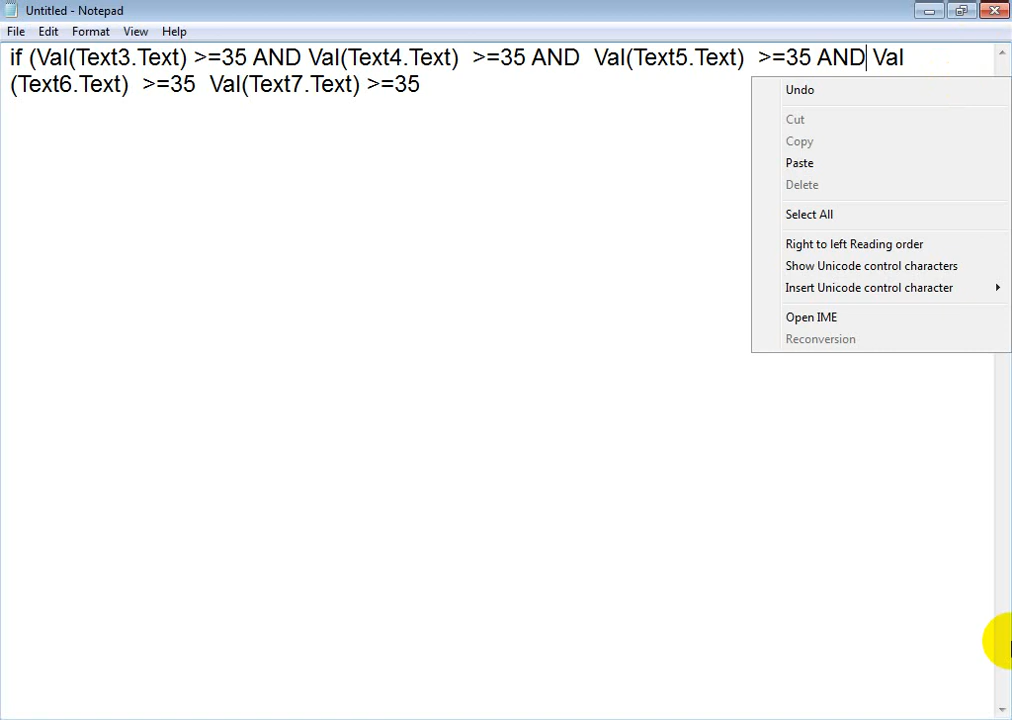 Untitled - Notepad
File Edit Format View Help
if (Val(Text3.Text) >=35 AND Val(Text4.Text)  >=35 AND  Val(Text5.Text)  >=35 AND Val
(Text6.Text)  >=35  Val(Text7.Text) >=35
Undo
Cut
Copy
Paste
Delete
Select All
Right to left Reading order
Show Unicode control characters
Insert Unicode control character
Open IME
Reconversion